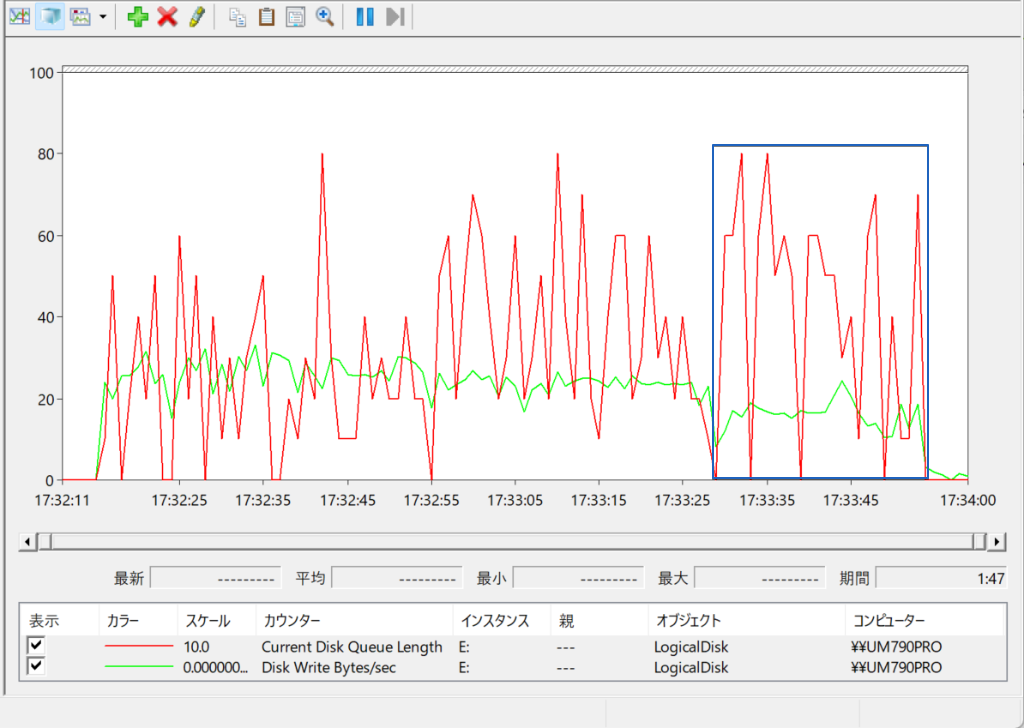 100
80
60
40
20
0
17:32:11 17:32:25 17:32:35 17:32:45 17:32:55 17:33:05 17:33:15 17:33:25 17:33:35 17:33:45 17:34:00
最新 --------- 平均 --------- 最小 --------- 最大 --------- 期間 1:47
表示 カラー スケール カウンター インスタンス 親 オブジェクト コンピューター
10.0 Current Disk Queue Length E: --- LogicalDisk ¥¥UM790PRO
0.000000... Disk Write Bytes/sec E: --- LogicalDisk ¥¥UM790PRO